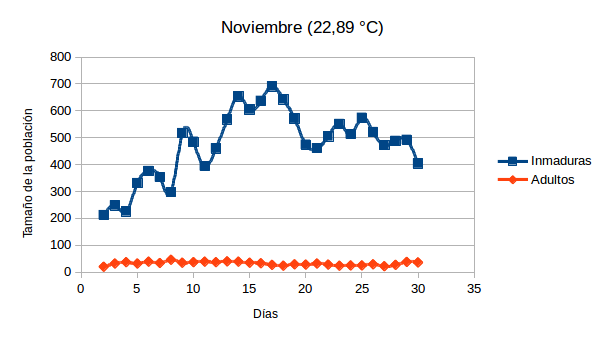 Noviembre (22,89 °C)
800
700
600
500
400
300
200
100
0
Tamaño de la población
0 5 10 15 20 25 30 35
Días
Inmaduras
Adultos